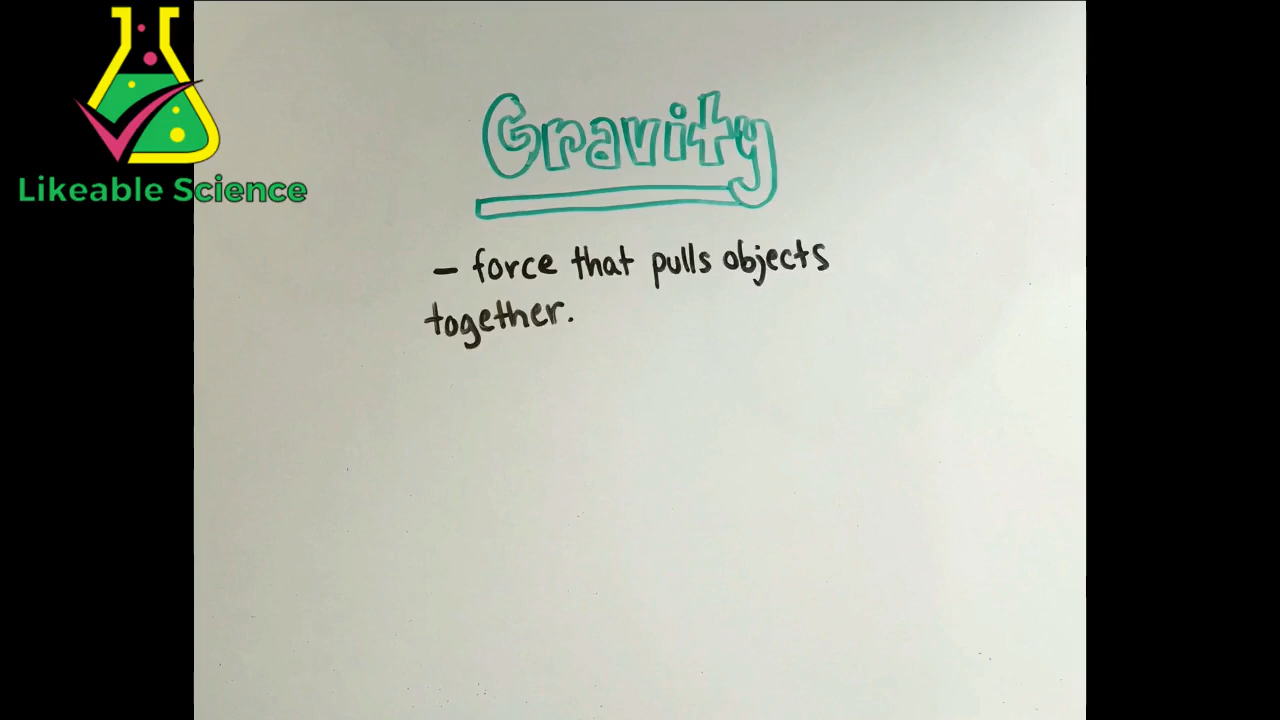 Likeable Science
Gravity
– force that pulls objects
together.